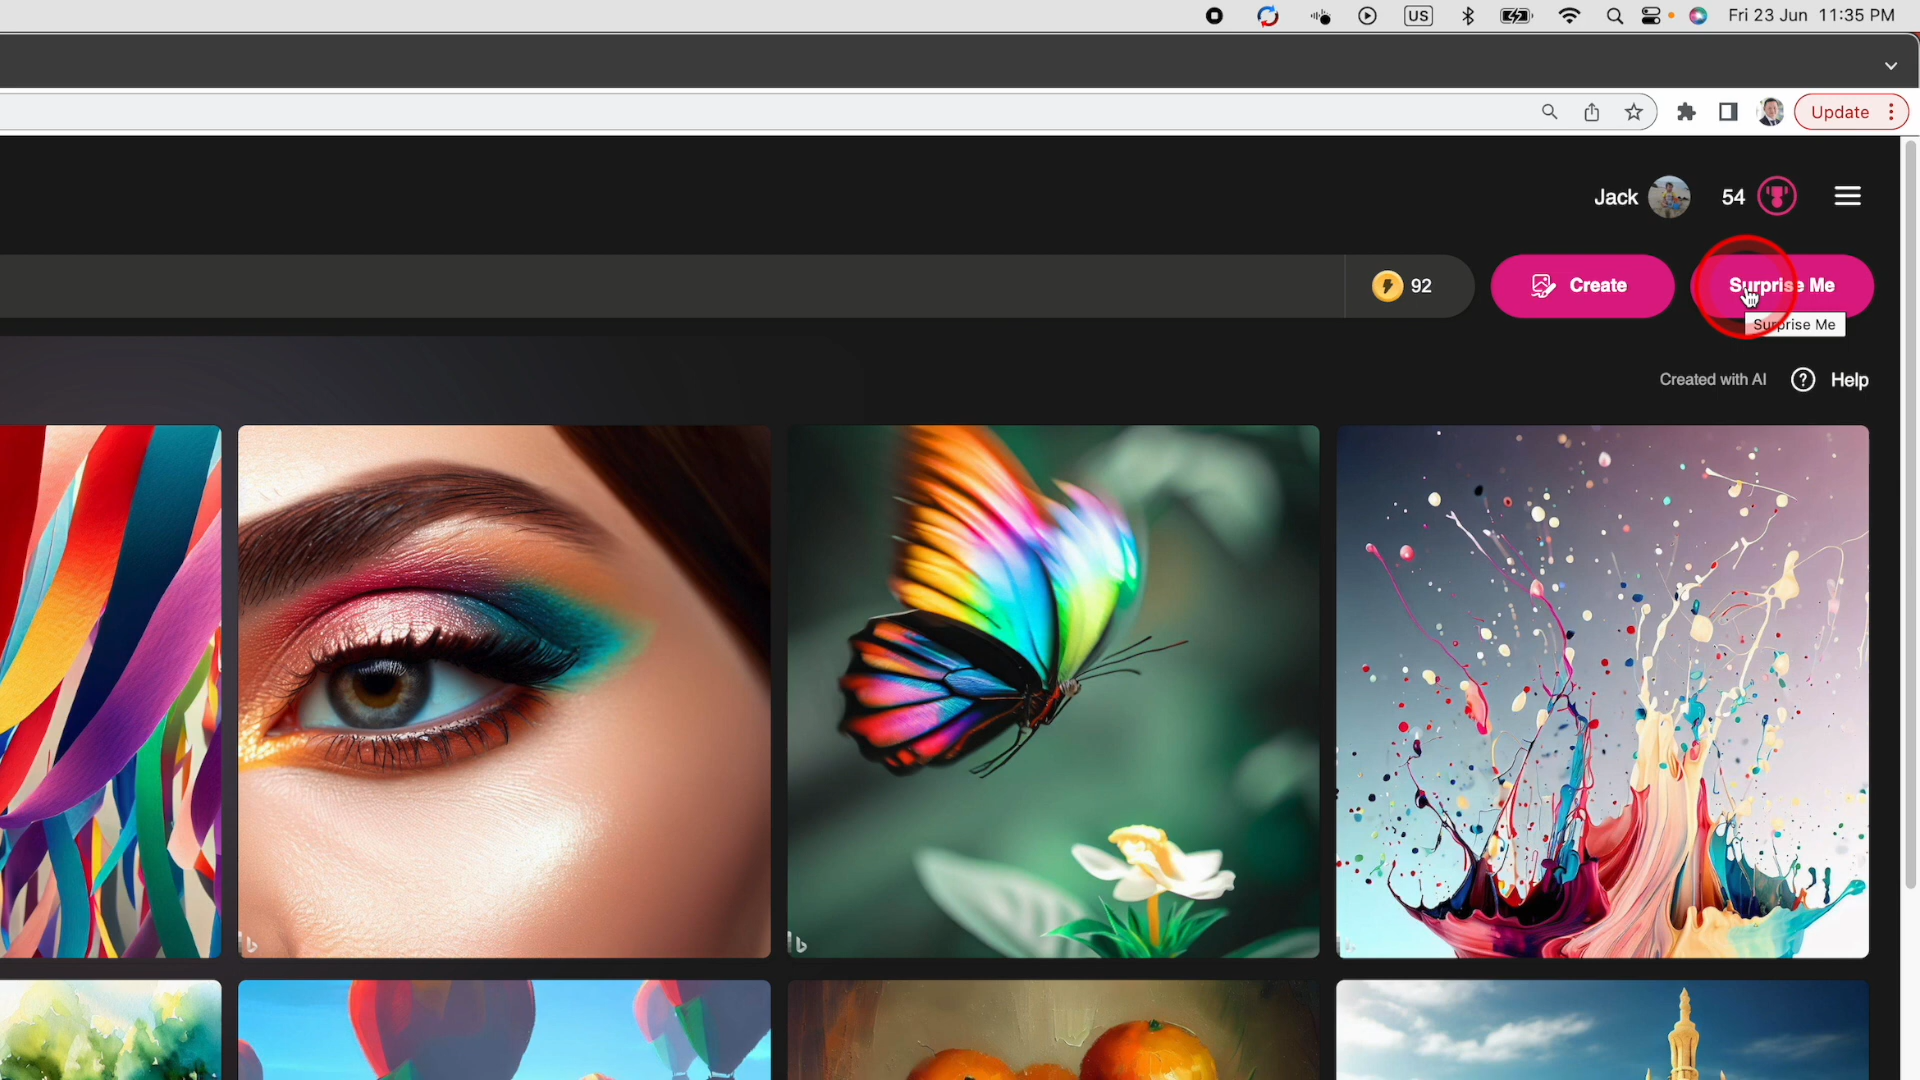 US
Fri 23 Jun 11:35 PM
Update
Jack
54
92
Create
Surprise Me
Surprise Me
Created with AI
? Help